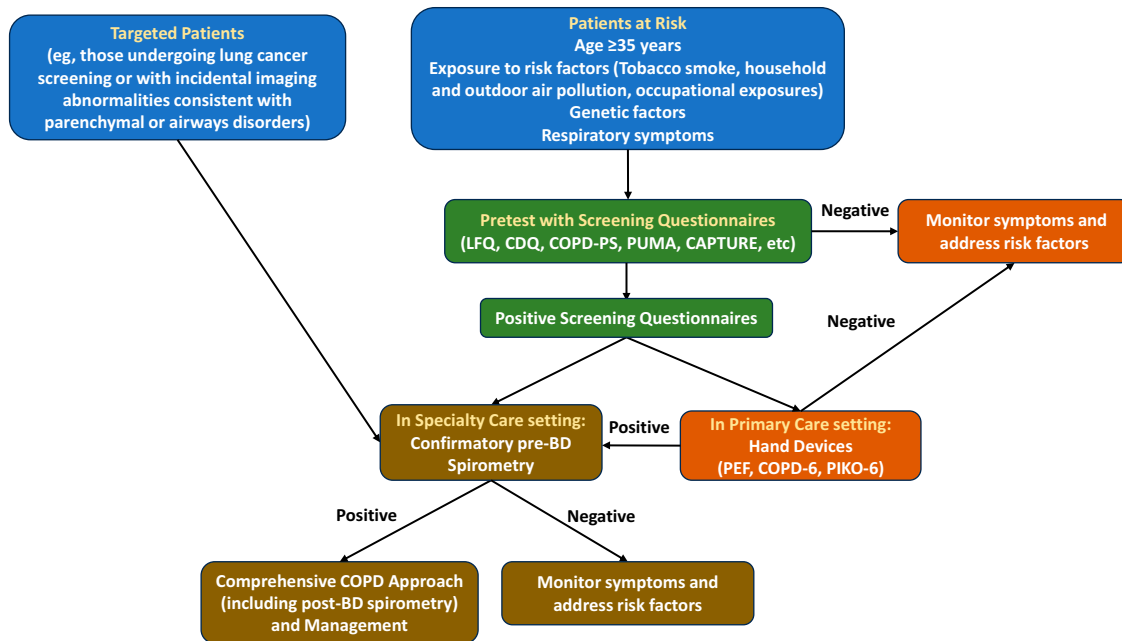 Targeted Patients
(eg, those undergoing lung cancer
screening or with incidental imaging
abnormalities consistent with
parenchymal or airways disorders)
Patients at Risk
Age ≥35 years
Exposure to risk factors (Tobacco smoke, household
and outdoor air pollution, occupational exposures)
Genetic factors
Respiratory symptoms
Pretest with Screening Questionnaires
(LFQ, CDQ, COPD-PS, PUMA, CAPTURE, etc)
Negative
Monitor symptoms and
address risk factors
Positive Screening Questionnaires
Negative
In Specialty Care setting:
Confirmatory pre-BD
Spirometry
Positive
In Primary Care setting:
Hand Devices
(PEF, COPD-6, PIKO-6)
Positive
Negative
Comprehensive COPD Approach
(including post-BD spirometry)
and Management
Monitor symptoms and
address risk factors